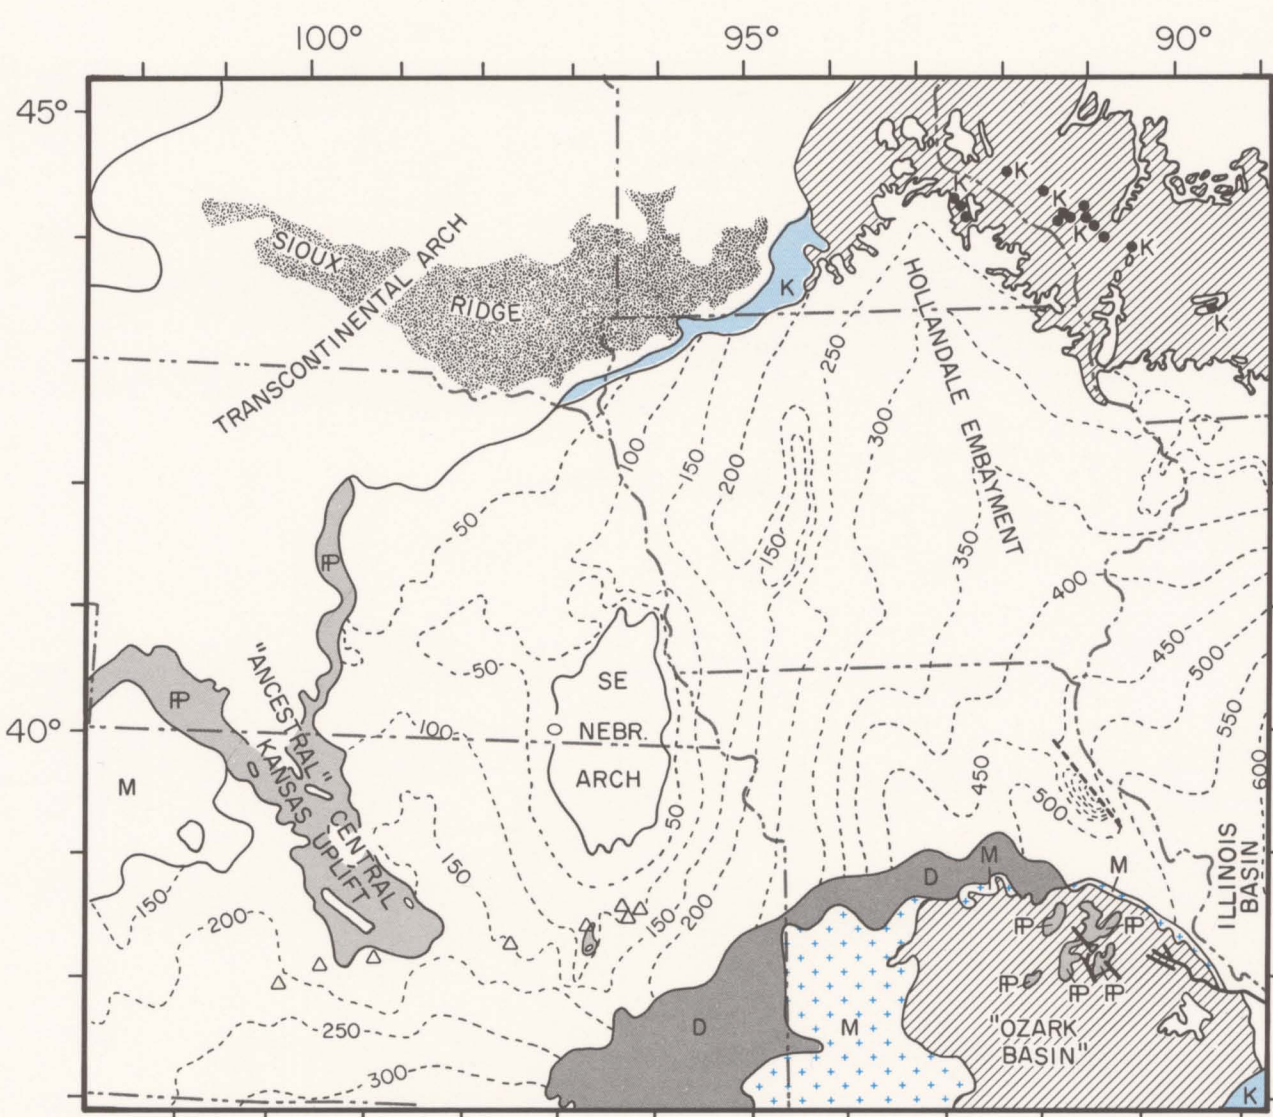 100°
95°
90°
45°
SIOUX
RIDGE
TRANSCONTINENTAL ARCH
K
K
K
K
K
K
K
HOLLANDALE EMBAYMENT
250
300
100
150
200
50
150
350
400
450
500
550
600
P
50
SE
NEBR.
ARCH
0
50
P
"ANCESTRAL"
CENTRAL
KANSAS
UPLIFT
40°
100
M
150
150
200
150
200
250
300
450
500
M
D
M
ILLINOIS
BASIN
P
P
P
P
P
D
M
"OZARK
BASIN"
K